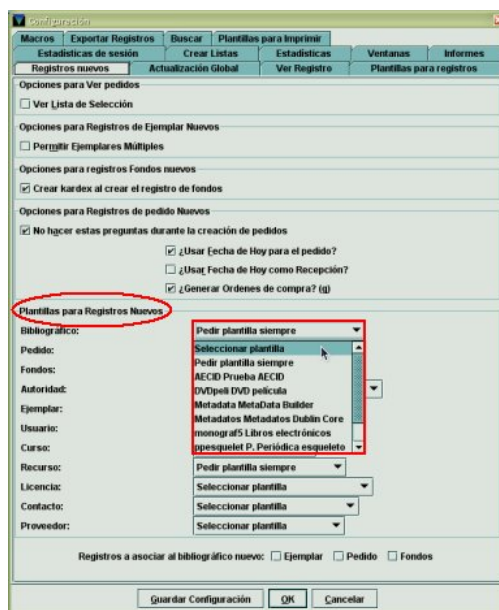 Configuración
Macros Exportar Registros Buscar Plantillas para Imprimir
Estadísticas de sesión Crear Listas Estadísticas Ventanas Informes
Registros nuevos Actualización Global Ver Registro Plantillas para registros
Opciones para Ver pedidos
Ver Lista de Selección
Opciones para Registros de Ejemplar Nuevos
Permitir Ejemplares Múltiples
Opciones para registros Fondos nuevos
Crear kardex al crear el registro de fondos
Opciones para Registros de pedido Nuevos
No hacer estas preguntas durante la creación de pedidos
¿Usar Fecha de Hoy para el pedido?
¿Usar Fecha de Hoy como Recepción?
¿Generar Ordenes de compra? (g)
Plantillas para Registros Nuevos
Bibliográfico: Pedir plantilla siempre
Pedido: Seleccionar plantilla
Pedir plantilla siempre
Fondos: AECID Prueba AECID
Autoridad: DVDpeli DVD película
Ejemplar: Metadata MetaData Builder
Metadatos Metadatos Dublin Core
Usuario: monograf5 Libros electrónicos
Curso: ppesquelet P. Periódica esqueleto
Recurso: Pedir plantilla siempre
Licencia: Seleccionar plantilla
Contacto: Seleccionar plantilla
Proveedor: Seleccionar plantilla
Registros a asociar al bibliográfico nuevo: Ejemplar Pedido Fondos
Guardar Configuración OK Cancelar